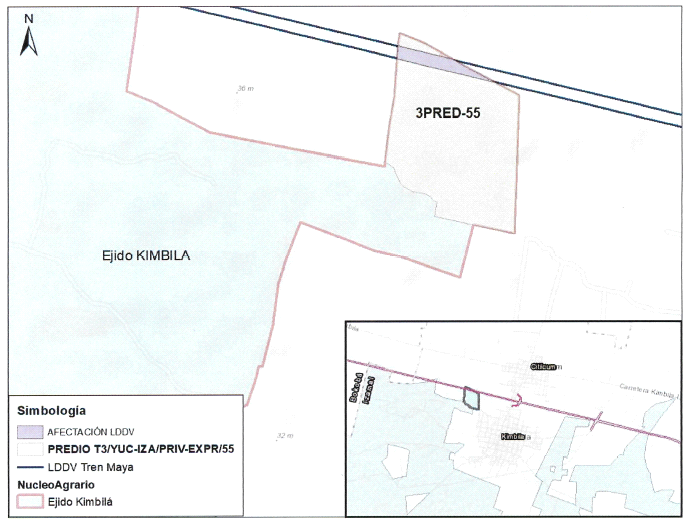 N
36 m
3PRED-55
Ejido KIMBILA
32 m
Simbología
AFECTACIÓN LDDV
PREDIO T3/YUC-IZA/PRIV-EXPR/55
LDDV Tren Maya
NucleoAgrario
Ejido Kimbilá
Citilcum
Carretera Kimbila
Kimbila
Izamal